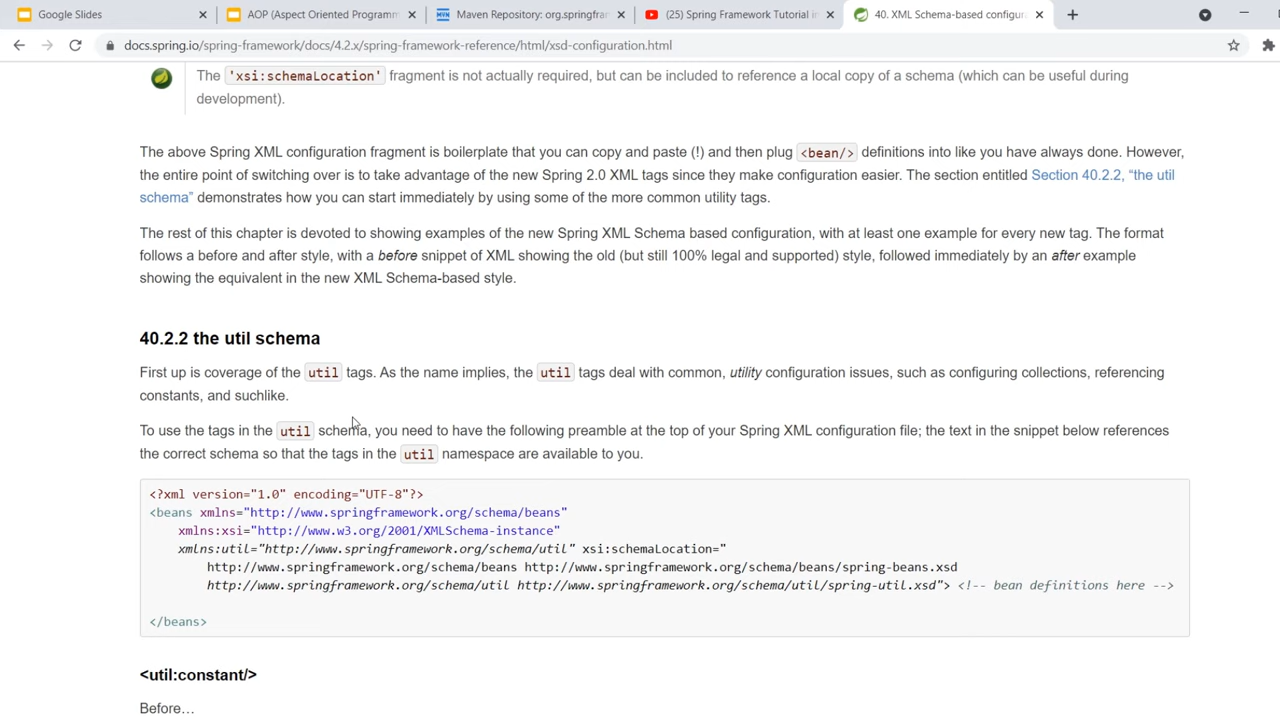 Google Slides
AOP (Aspect Oriented Programm
Maven Repository: org.springfran
(25) Spring Framework Tutorial in
40. XML Schema-based configura
docs.spring.io/spring-framework/docs/4.2.x/spring-framework-reference/html/xsd-configuration.html
The 'xsi:schemaLocation' fragment is not actually required, but can be included to reference a local copy of a schema (which can be useful during
development).
The above Spring XML configuration fragment is boilerplate that you can copy and paste (!) and then plug <bean/> definitions into like you have always done. However,
the entire point of switching over is to take advantage of the new Spring 2.0 XML tags since they make configuration easier. The section entitled Section 40.2.2, “the util
schema” demonstrates how you can start immediately by using some of the more common utility tags.
The rest of this chapter is devoted to showing examples of the new Spring XML Schema based configuration, with at least one example for every new tag. The format
follows a before and after style, with a before snippet of XML showing the old (but still 100% legal and supported) style, followed immediately by an after example
showing the equivalent in the new XML Schema-based style.
40.2.2 the util schema
First up is coverage of the util tags. As the name implies, the util tags deal with common, utility configuration issues, such as configuring collections, referencing
constants, and suchlike.
To use the tags in the util schema, you need to have the following preamble at the top of your Spring XML configuration file; the text in the snippet below references
the correct schema so that the tags in the util namespace are available to you.
<?xml version="1.0" encoding="UTF-8"?>
<beans xmlns="http://www.springframework.org/schema/beans"
xmlns:xsi="http://www.w3.org/2001/XMLSchema-instance"
xmlns:util="http://www.springframework.org/schema/util" xsi:schemaLocation="
http://www.springframework.org/schema/beans http://www.springframework.org/schema/beans/spring-beans.xsd
http://www.springframework.org/schema/util http://www.springframework.org/schema/util/spring-util.xsd"> <!-- bean definitions here -->
</beans>
<util:constant/>
Before…